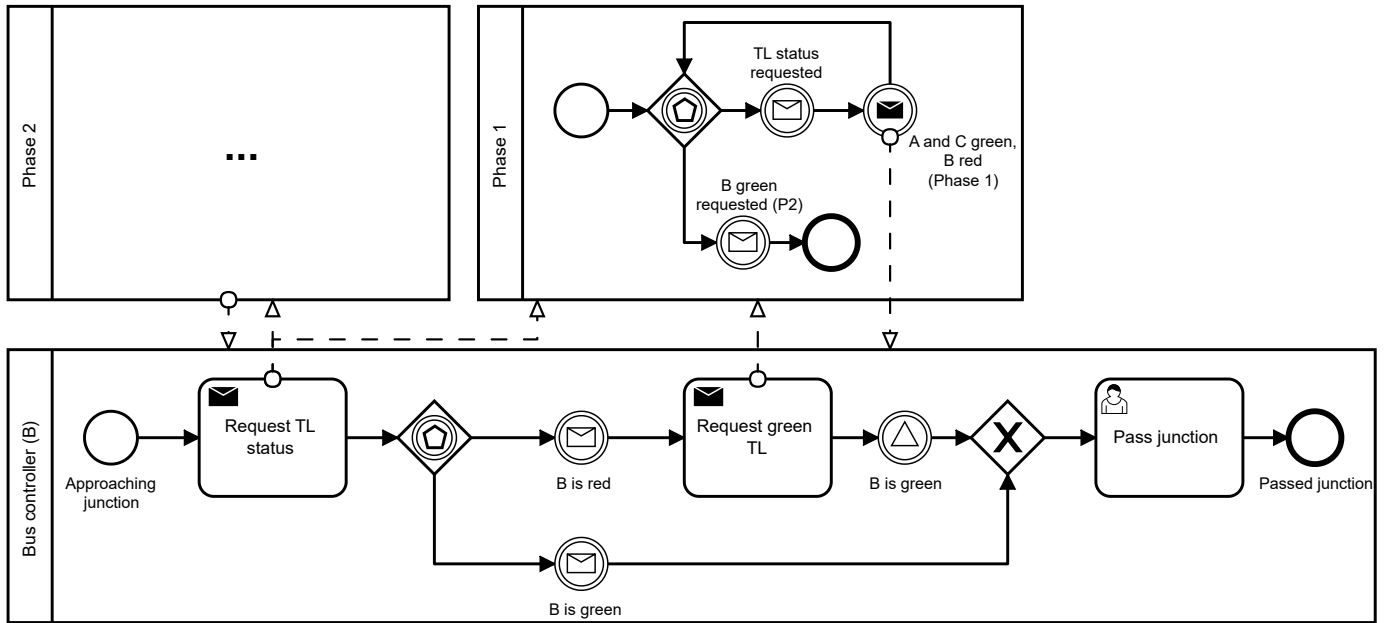 Phase 2
...
Phase 1
TL status
requested
A and C green,
B red
(Phase 1)
B green
requested (P2)
Bus controller (B)
Approaching
junction
Request TL
status
B is red
B is green
Request green
TL
B is green
X
Pass junction
Passed junction